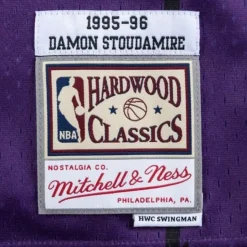 1995-96
DAMON STOUDAMIRE
HARDWOOD
NBA
CLASSICS
NOSTALGIA CO.
Mitchell & Ness
PHILADELPHIA, PA.
HWC SWINGMAN